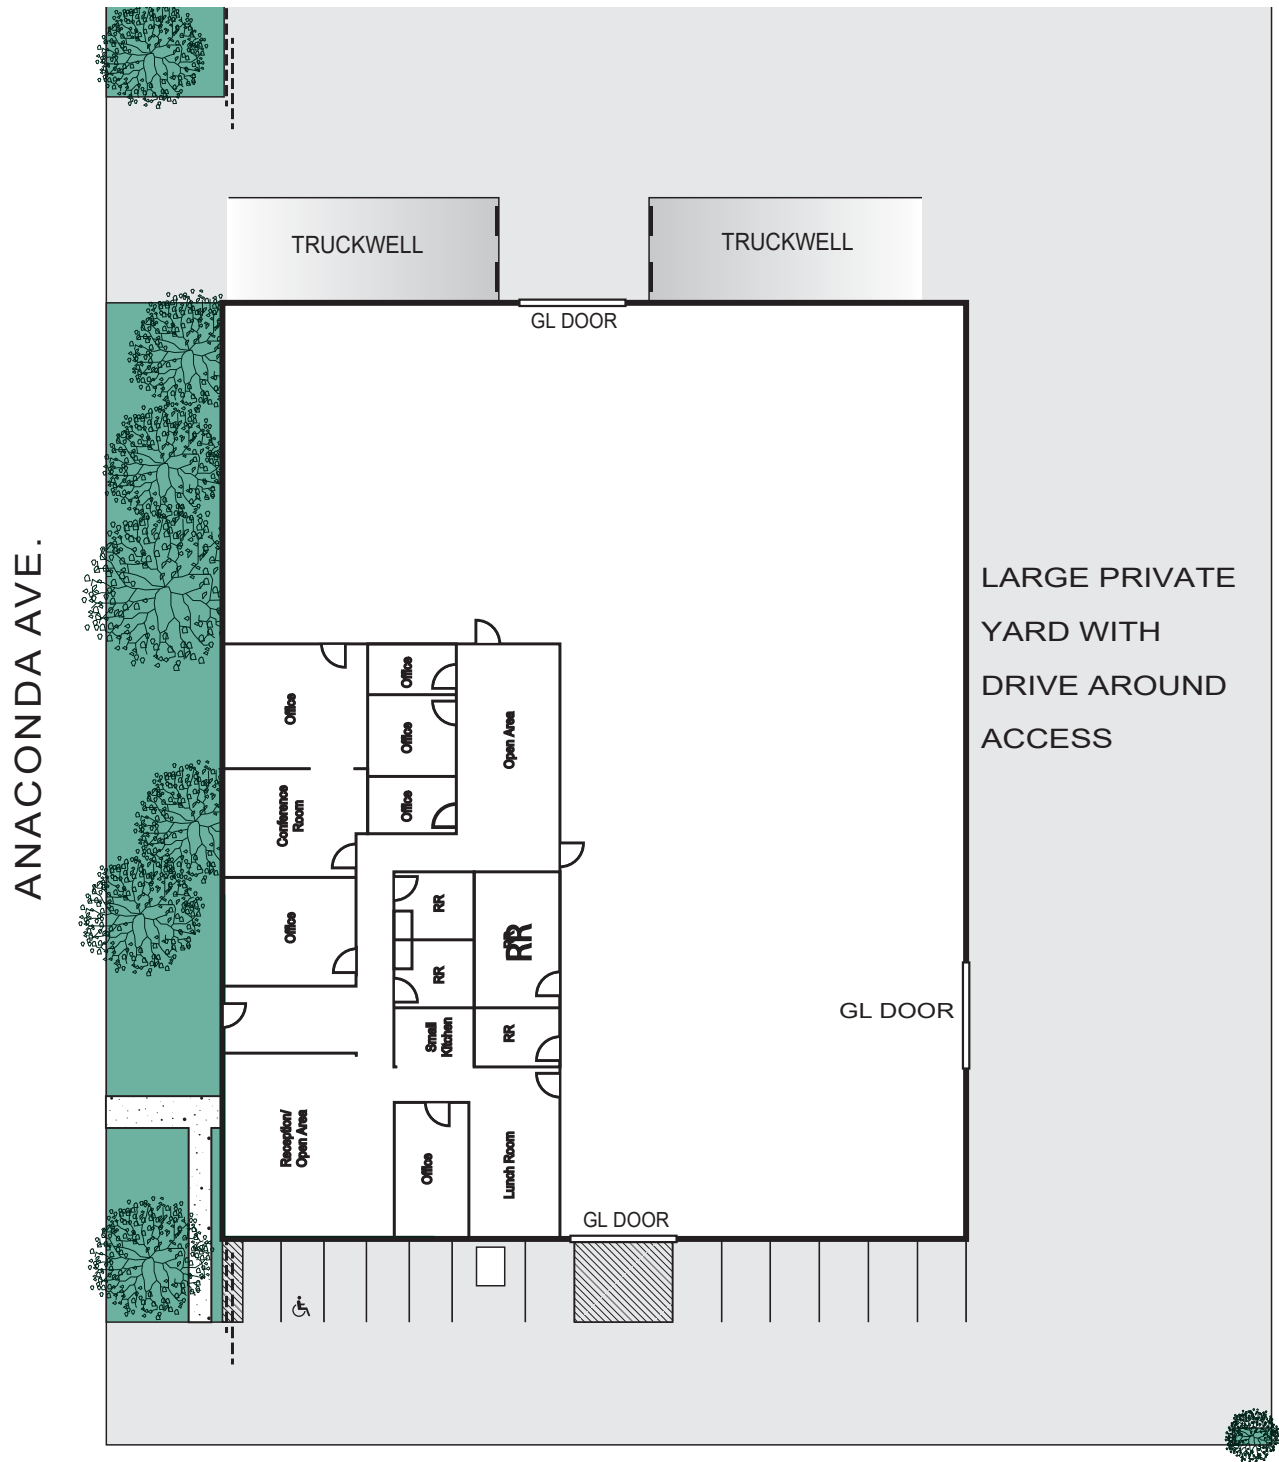 TRUCKWELL
TRUCKWELL
GL DOOR
ANACONDA AVE.
LARGE PRIVATE
YARD WITH
DRIVE AROUND
ACCESS
Office
Office
Office
Open Area
Conference
Room
Office
Office
RR
RR
RR
Small
Kitchen
RR
GL DOOR
Reception/
Open Area
Office
Lunch Room
GL DOOR